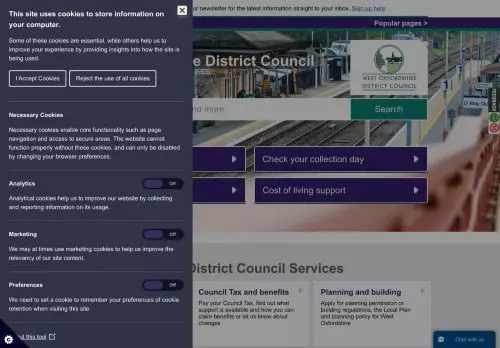 This site uses cookies to store information on
your computer.
Some of these cookies are essential, while others help us to
improve your experience by providing insights into how the site is
being used.
I Accept Cookies
Reject the use of all cookies
Necessary Cookies
Necessary cookies enable core functionality such as page
navigation and access to secure areas. The website cannot
function properly without these cookies, and can only be disabled
by changing your browser preferences.
Analytics
Off
Analytical cookies help us to improve our website by collecting
and reporting information on its usage.
Marketing
Off
We may at times use marketing cookies to help us improve the
relevancy of our site content.
Preferences
Off
We need to set a cookie to remember your preferences of cookie
retention when visiting this site.
this tool
newsletter for the latest information straight to your inbox. Sign up here
Popular pages >
District Council
WEST OXFORDSHIRE
DISTRICT COUNCIL
Way Out
nd more
Search
Check your collection day
Cost of living support
District Council Services
Council Tax and benefits
Pay your Council Tax, find out
what support is available and how you can
claim benefits or let us know about
changes
Planning and building
Apply for planning permission or
building regulations, the Local Plan
and planning policy for West
Oxfordshire
Chat with us